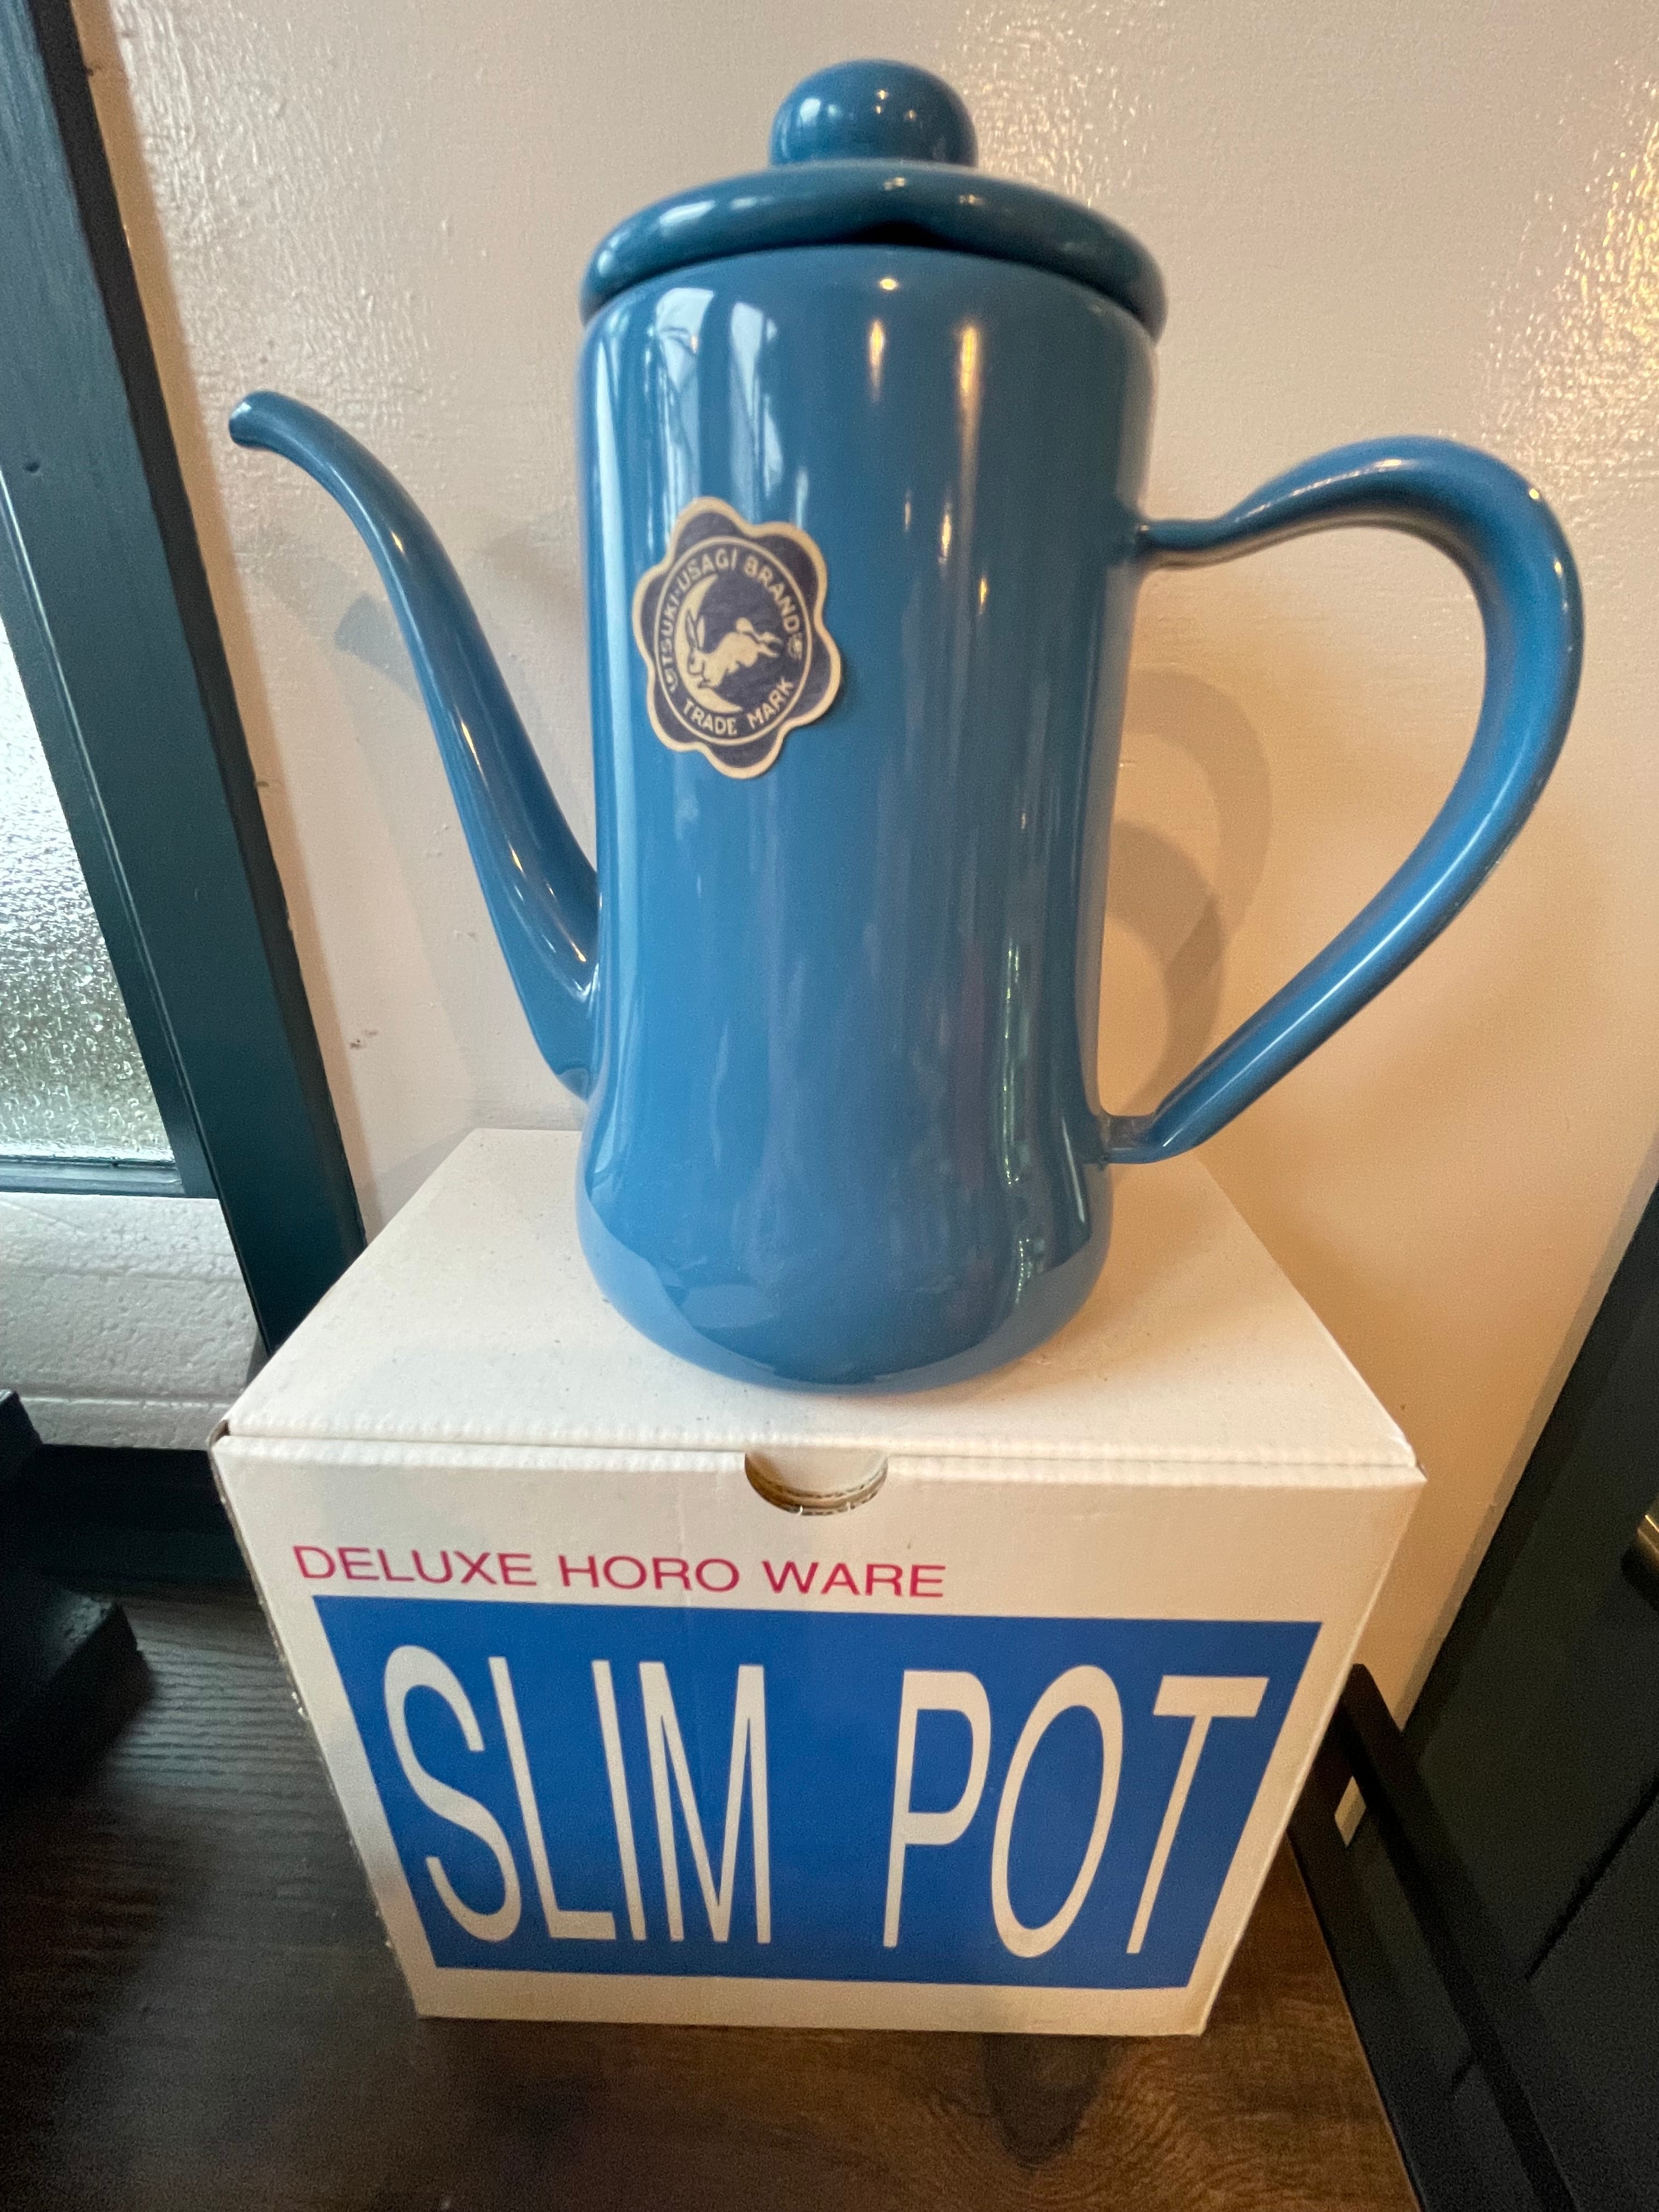 TSUKI-USAGI BRAND
TRADE MARK
DELUXE HORO WARE
SLIM POT